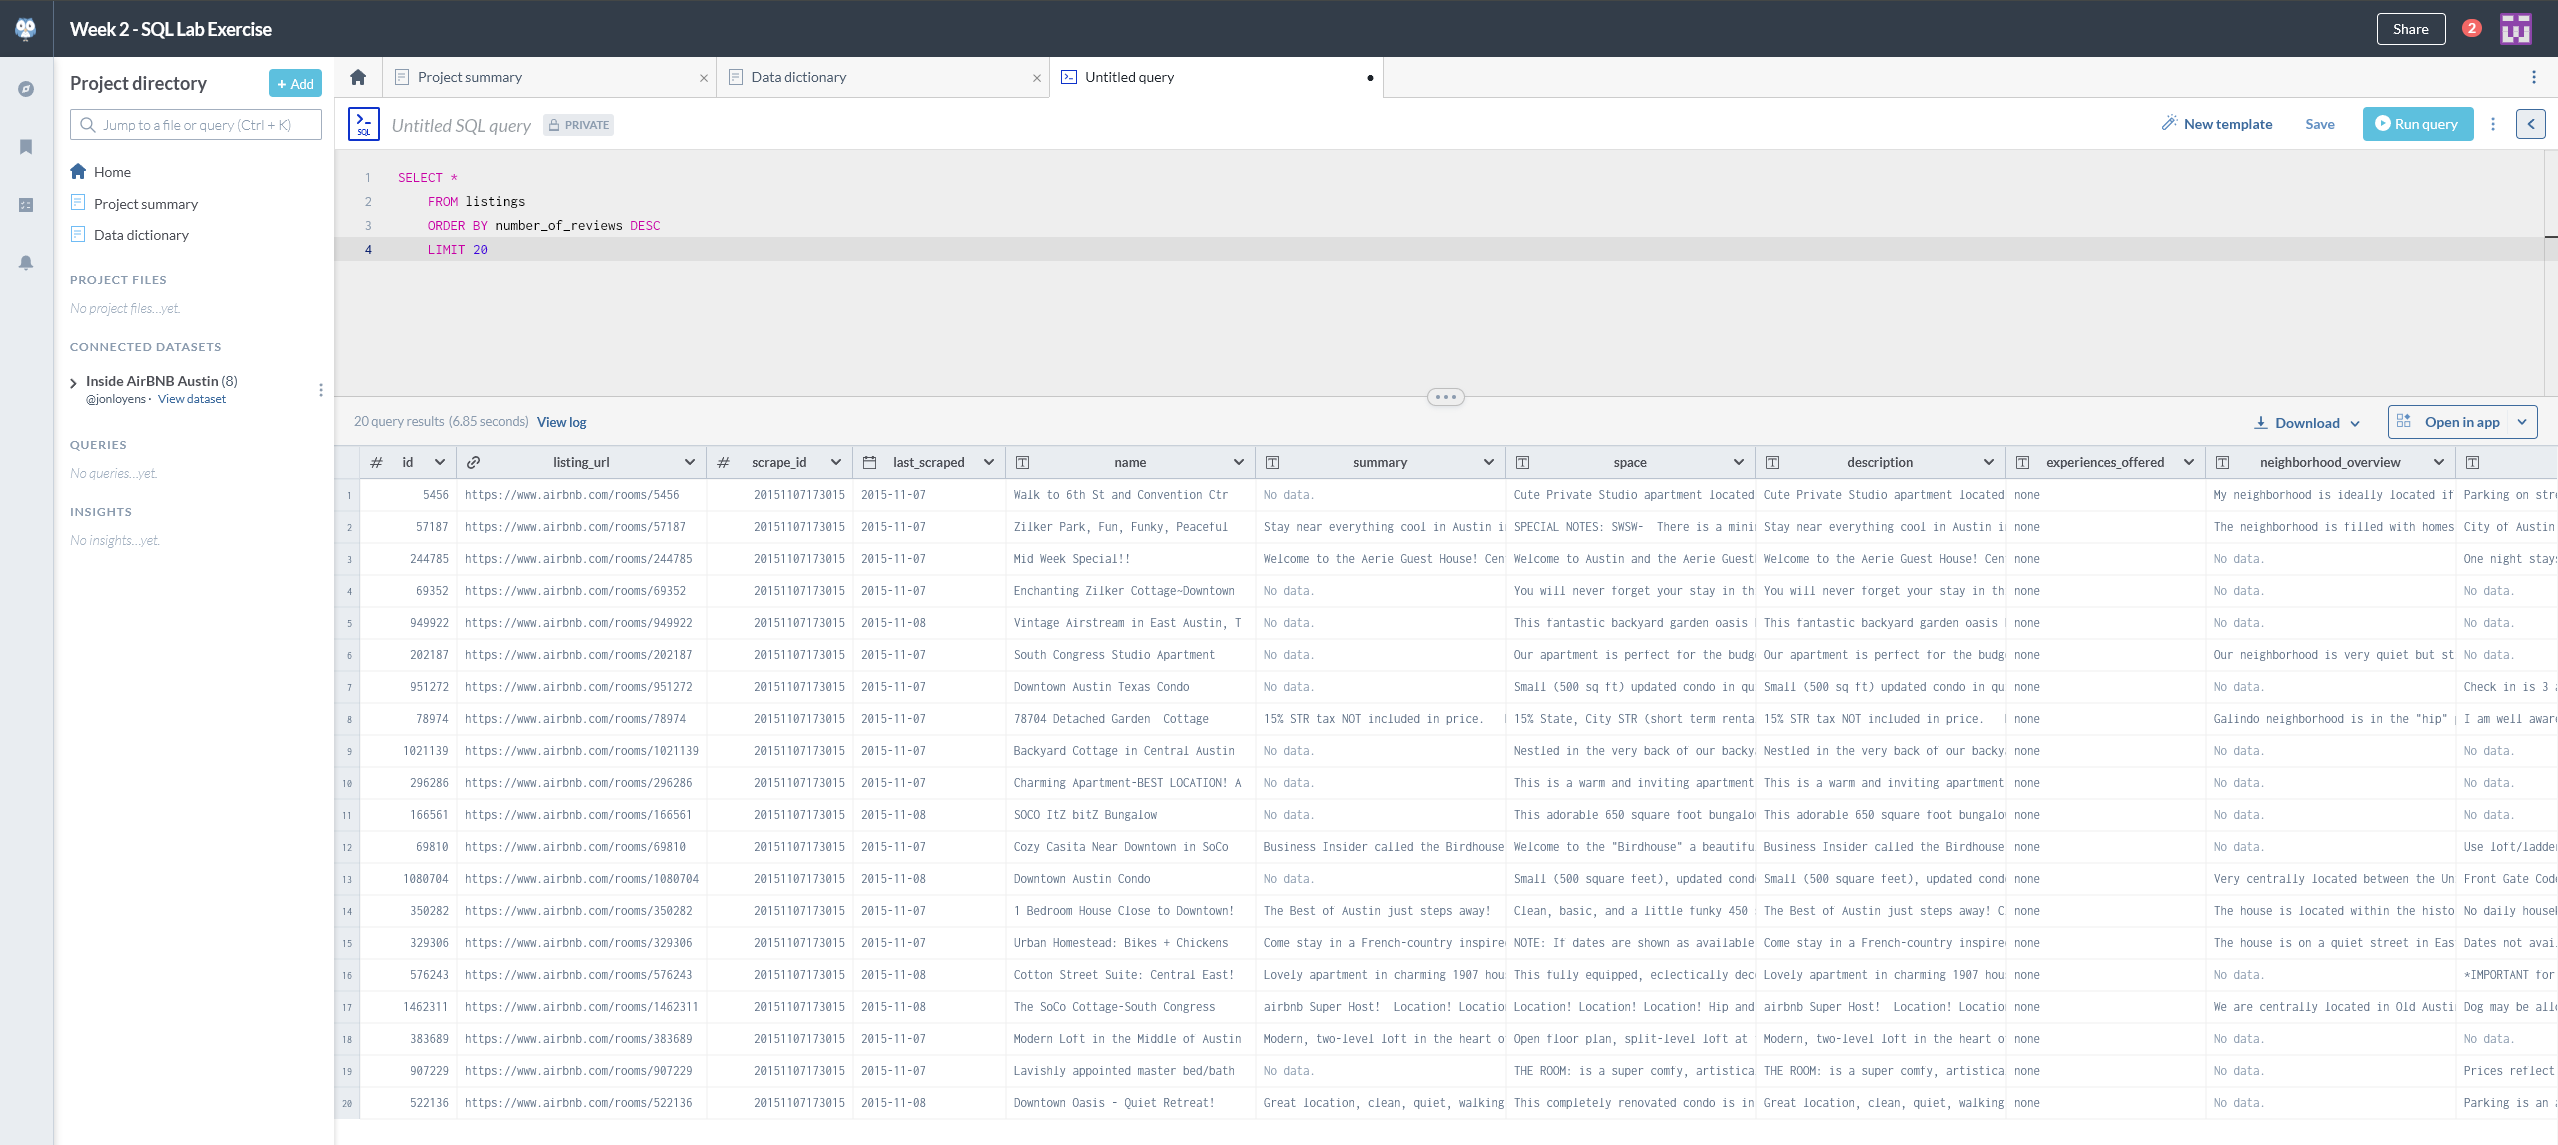 Week 2 - SQL Lab Exercise
Share
2
Project directory
+ Add
Jump to a file or query (Ctrl + K)
Home
Project summary
Data dictionary
PROJECT FILES
No project files...yet.
CONNECTED DATASETS
Inside AirBNB Austin (8)
@jonloyens · View dataset
QUERIES
No queries...yet.
INSIGHTS
No insights...yet.
Project summary
Data dictionary
Untitled query
SQL
Untitled SQL query
PRIVATE
New template
Save
Run query
1 SELECT *
2 FROM listings
3 ORDER BY number_of_reviews DESC
4 LIMIT 20
20 query results (6.85 seconds) View log
Download
Open in app
# id listing_url # scrape_id last_scraped name summary space description experiences_offered neighborhood_overview
1 5456 https://www.airbnb.com/rooms/5456 20151107173015 2015-11-07 Walk to 6th St and Convention Ctr No data. Cute Private Studio apartment located Cute Private Studio apartment located none My neighborhood is ideally located if Parking on stre
2 57187 https://www.airbnb.com/rooms/57187 20151107173015 2015-11-07 Zilker Park, Fun, Funky, Peaceful Stay near everything cool in Austin i SPECIAL NOTES: SWSW- There is a mini Stay near everything cool in Austin i none The neighborhood is filled with homes City of Austin
3 244785 https://www.airbnb.com/rooms/244785 20151107173015 2015-11-07 Mid Week Special!! Welcome to the Aerie Guest House! Cen Welcome to Austin and the Aerie Guest Welcome to the Aerie Guest House! Cen none No data. One night stays
4 69352 https://www.airbnb.com/rooms/69352 20151107173015 2015-11-07 Enchanting Zilker Cottage~Downtown No data. You will never forget your stay in th You will never forget your stay in th none No data. No data.
5 949922 https://www.airbnb.com/rooms/949922 20151107173015 2015-11-08 Vintage Airstream in East Austin, T No data. This fantastic backyard garden oasis This fantastic backyard garden oasis none No data. No data.
6 202187 https://www.airbnb.com/rooms/202187 20151107173015 2015-11-07 South Congress Studio Apartment No data. Our apartment is perfect for the budg Our apartment is perfect for the budg none Our neighborhood is very quiet but st No data.
7 951272 https://www.airbnb.com/rooms/951272 20151107173015 2015-11-07 Downtown Austin Texas Condo No data. Small (500 sq ft) updated condo in qu Small (500 sq ft) updated condo in qu none No data. Check in is 3
8 78974 https://www.airbnb.com/rooms/78974 20151107173015 2015-11-07 78704 Detached Garden Cottage 15% STR tax NOT included in price. 15% State, City STR (short term renta 15% STR tax NOT included in price. none Galindo neighborhood is in the "hip" I am well awar
9 1021139 https://www.airbnb.com/rooms/1021139 20151107173015 2015-11-07 Backyard Cottage in Central Austin No data. Nestled in the very back of our backy Nestled in the very back of our backy none No data. No data.
10 296286 https://www.airbnb.com/rooms/296286 20151107173015 2015-11-07 Charming Apartment-BEST LOCATION! A No data. This is a warm and inviting apartment This is a warm and inviting apartment none No data. No data.
11 166561 https://www.airbnb.com/rooms/166561 20151107173015 2015-11-08 SOCO ItZ bitZ Bungalow No data. This adorable 650 square foot bungalo This adorable 650 square foot bungalo none No data. No data.
12 69810 https://www.airbnb.com/rooms/69810 20151107173015 2015-11-07 Cozy Casita Near Downtown in SoCo Business Insider called the Birdhouse Welcome to the "Birdhouse" a beautifu Business Insider called the Birdhouse none No data. Use loft/ladde
13 1080704 https://www.airbnb.com/rooms/1080704 20151107173015 2015-11-08 Downtown Austin Condo No data. Small (500 square feet), updated cond Small (500 square feet), updated cond none Very centrally located between the Un Front Gate Code
14 350282 https://www.airbnb.com/rooms/350282 20151107173015 2015-11-07 1 Bedroom House Close to Downtown! The Best of Austin just steps away! Clean, basic, and a little funky 450 The Best of Austin just steps away! C none The house is located within the histo No daily house
15 329306 https://www.airbnb.com/rooms/329306 20151107173015 2015-11-07 Urban Homestead: Bikes + Chickens Come stay in a French-country inspire NOTE: If dates are shown as available Come stay in a French-country inspire none The house is on a quiet street in Eas Dates not avai
16 576243 https://www.airbnb.com/rooms/576243 20151107173015 2015-11-08 Cotton Street Suite: Central East! Lovely apartment in charming 1907 hou This fully equipped, eclectically dec Lovely apartment in charming 1907 hou none No data. *IMPORTANT for
17 1462311 https://www.airbnb.com/rooms/1462311 20151107173015 2015-11-08 The SoCo Cottage-South Congress airbnb Super Host! Location! Locatio Location! Location! Location! Hip and airbnb Super Host! Location! Locatio none We are centrally located in Old Austi Dog may be all
18 383689 https://www.airbnb.com/rooms/383689 20151107173015 2015-11-07 Modern Loft in the Middle of Austin Modern, two-level loft in the heart o Open floor plan, split-level loft at Modern, two-level loft in the heart o none No data. No data.
19 907229 https://www.airbnb.com/rooms/907229 20151107173015 2015-11-07 Lavishly appointed master bed/bath No data. THE ROOM: is a super comfy, artistica THE ROOM: is a super comfy, artistica none No data. Prices reflect
20 522136 https://www.airbnb.com/rooms/522136 20151107173015 2015-11-08 Downtown Oasis - Quiet Retreat! Great location, clean, quiet, walking This completely renovated condo is in Great location, clean, quiet, walking none No data. Parking is an